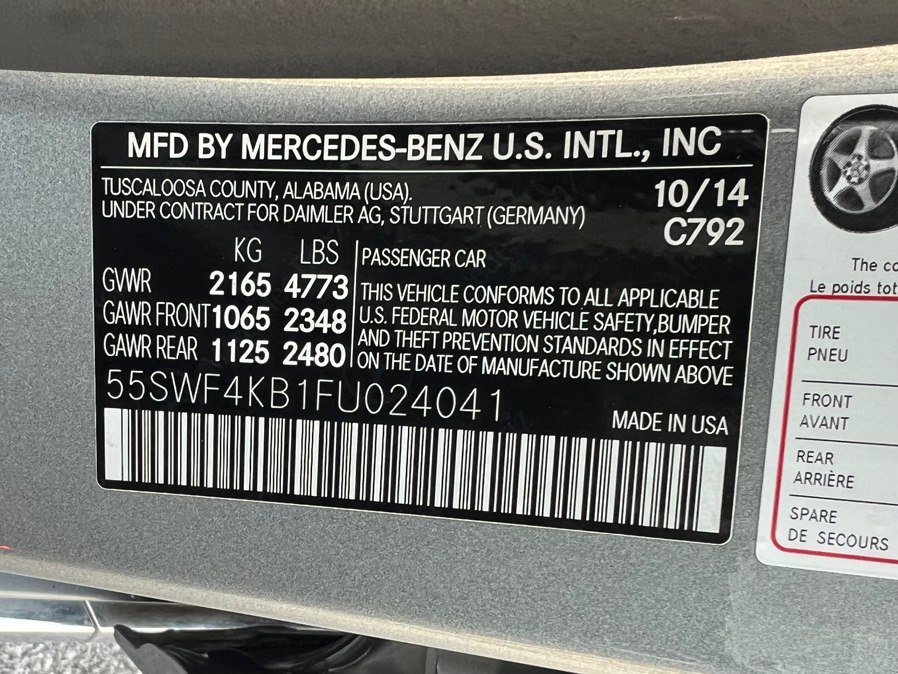 MFD BY MERCEDES-BENZ U.S. INTL., INC
TUSCALOOSA COUNTY, ALABAMA (USA).
UNDER CONTRACT FOR DAIMLER AG, STUTTGART (GERMANY)
10/14
C792
KG LBS
GVWR 2165 4773
GAWR FRONT 1065 2348
GAWR REAR 1125 2480
PASSENGER CAR
THIS VEHICLE CONFORMS TO ALL APPLICABLE
U.S. FEDERAL MOTOR VEHICLE SAFETY, BUMPER
AND THEFT PREVENTION STANDARDS IN EFFECT
ON THE DATE OF MANUFACTURE SHOWN ABOVE
55SWF4KB1FU024041
MADE IN USA
The
Le poids
TIRE
PNEU
FRONT
AVANT
REAR
ARRIÈRE
SPARE
DE SECOURS